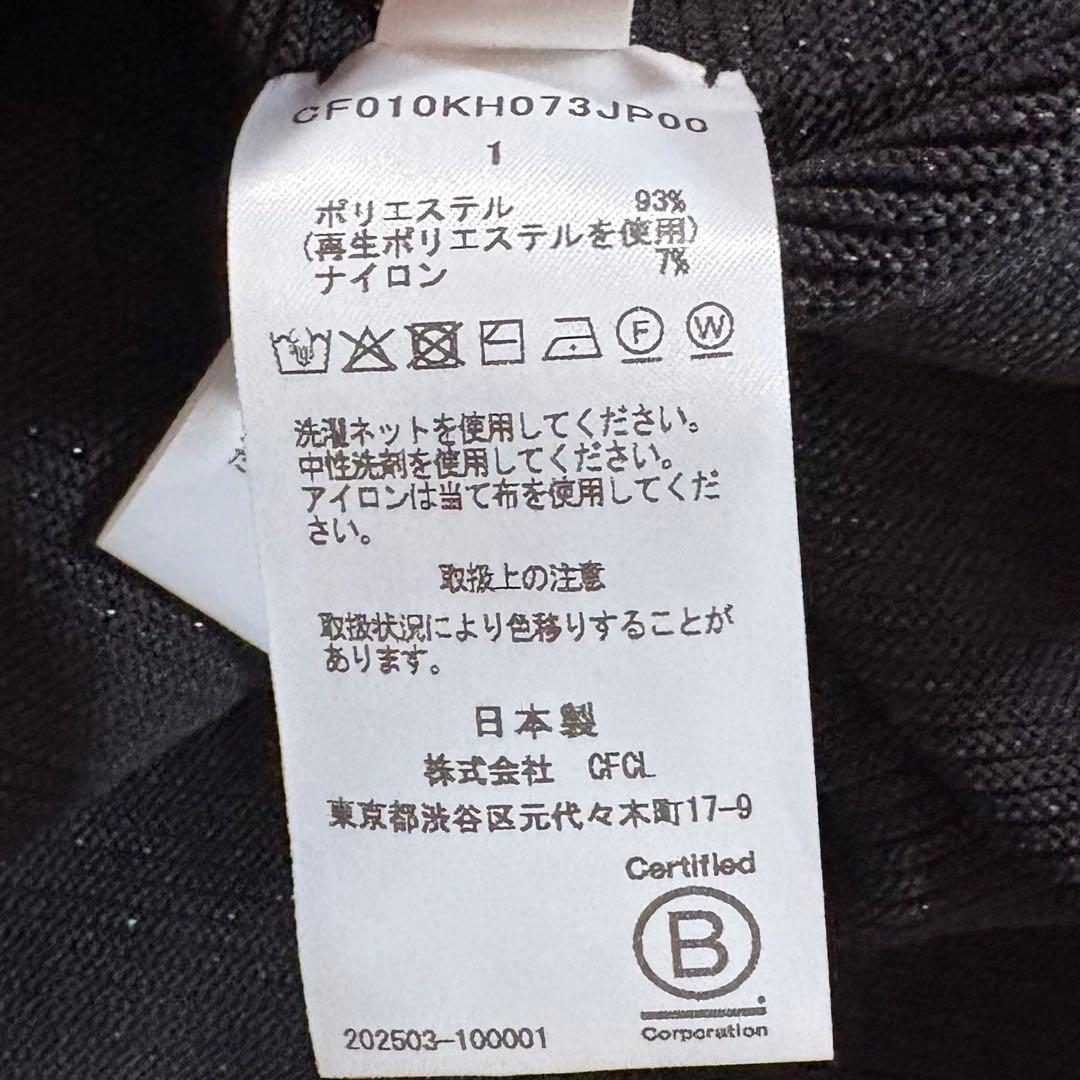 CF010KH073JP00
1
ポリエステル 93%
(再生ポリエステルを使用)
ナイロン 7%
F W
洗濯ネットを使用してください。
中性洗剤を使用してください。
アイロンは当て布を使用してくだ
さい。
取扱上の注意
取扱状況により色移りすることが
あります。
日本製
株式会社 CFCL
東京都渋谷区元代々木町17-9
Certified
B
Corporation
202503-100001